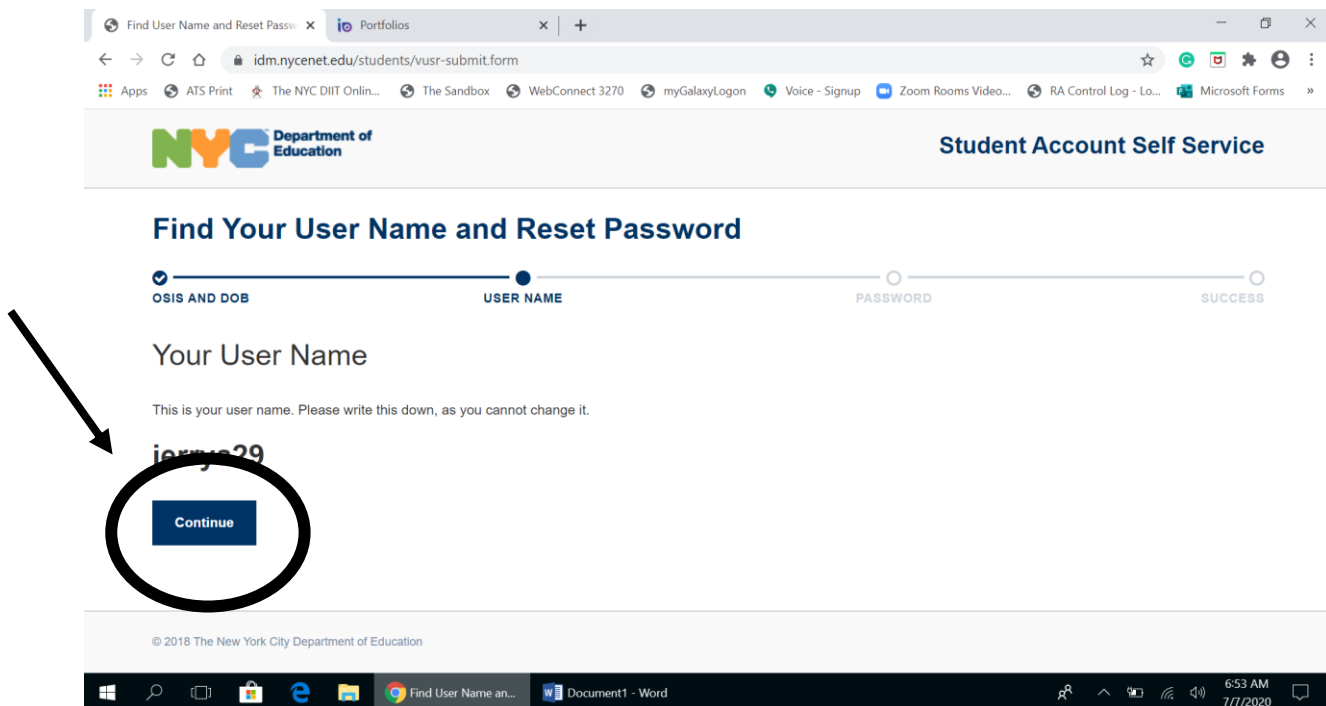 Find User Name and Reset Passw
Portfolios
idm.nycenet.edu/students/vusr-submit.form
Apps ATS Print The NYC DIIT Onlin... The Sandbox WebConnect 3270 myGalaxyLogon Voice - Signup Zoom Rooms Video... RA Control Log - Lo... Microsoft Forms »
NYC Department of
Education
Student Account Self Service
Find Your User Name and Reset Password
OSIS AND DOB USER NAME PASSWORD SUCCESS
Your User Name
This is your user name. Please write this down, as you cannot change it.
Continue
© 2018 The New York City Department of Education
Find User Name an... Document1 - Word
6:53 AM
7/7/2020